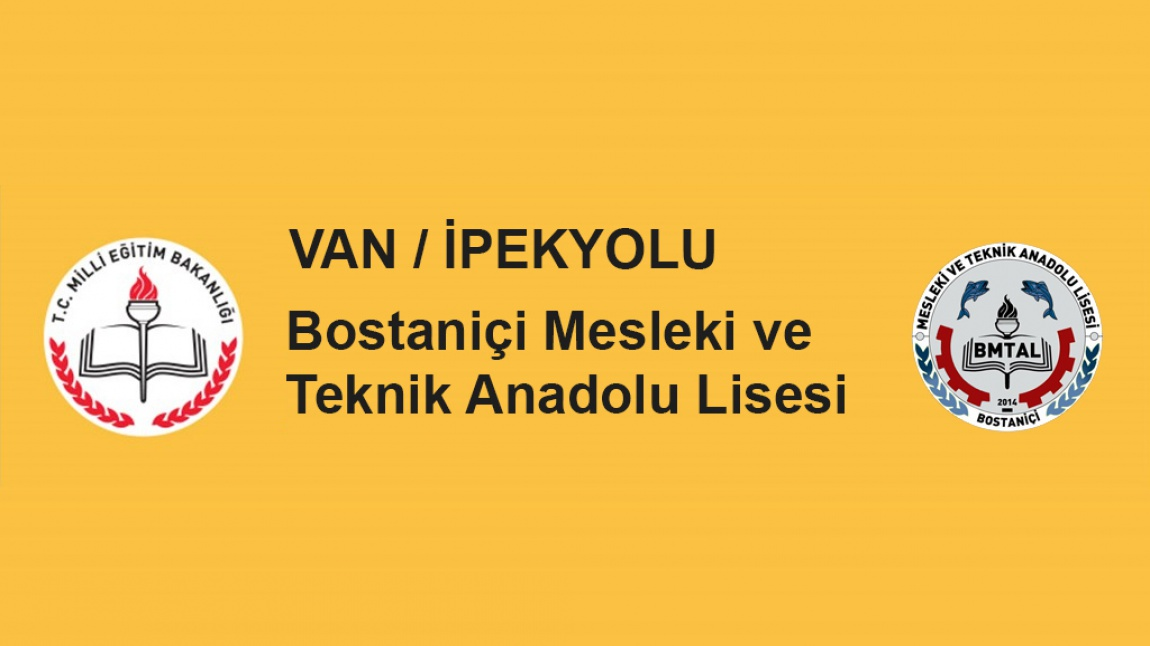 T.C. MİLLİ EĞİTİM BAKANLIĞI
VAN / İPEKYOLU
Bostaniçi Mesleki ve
Teknik Anadolu Lisesi
MESLEKİ VE TEKNİK ANADOLU LİSESİ
BMTAL
2014
BOSTANİÇİ